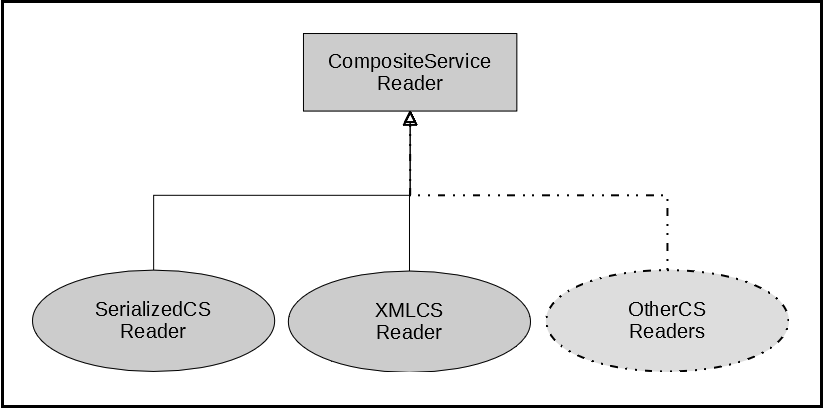 CompositeService
Reader
SerializedCS
Reader
XMLCS
Reader
OtherCS
Readers